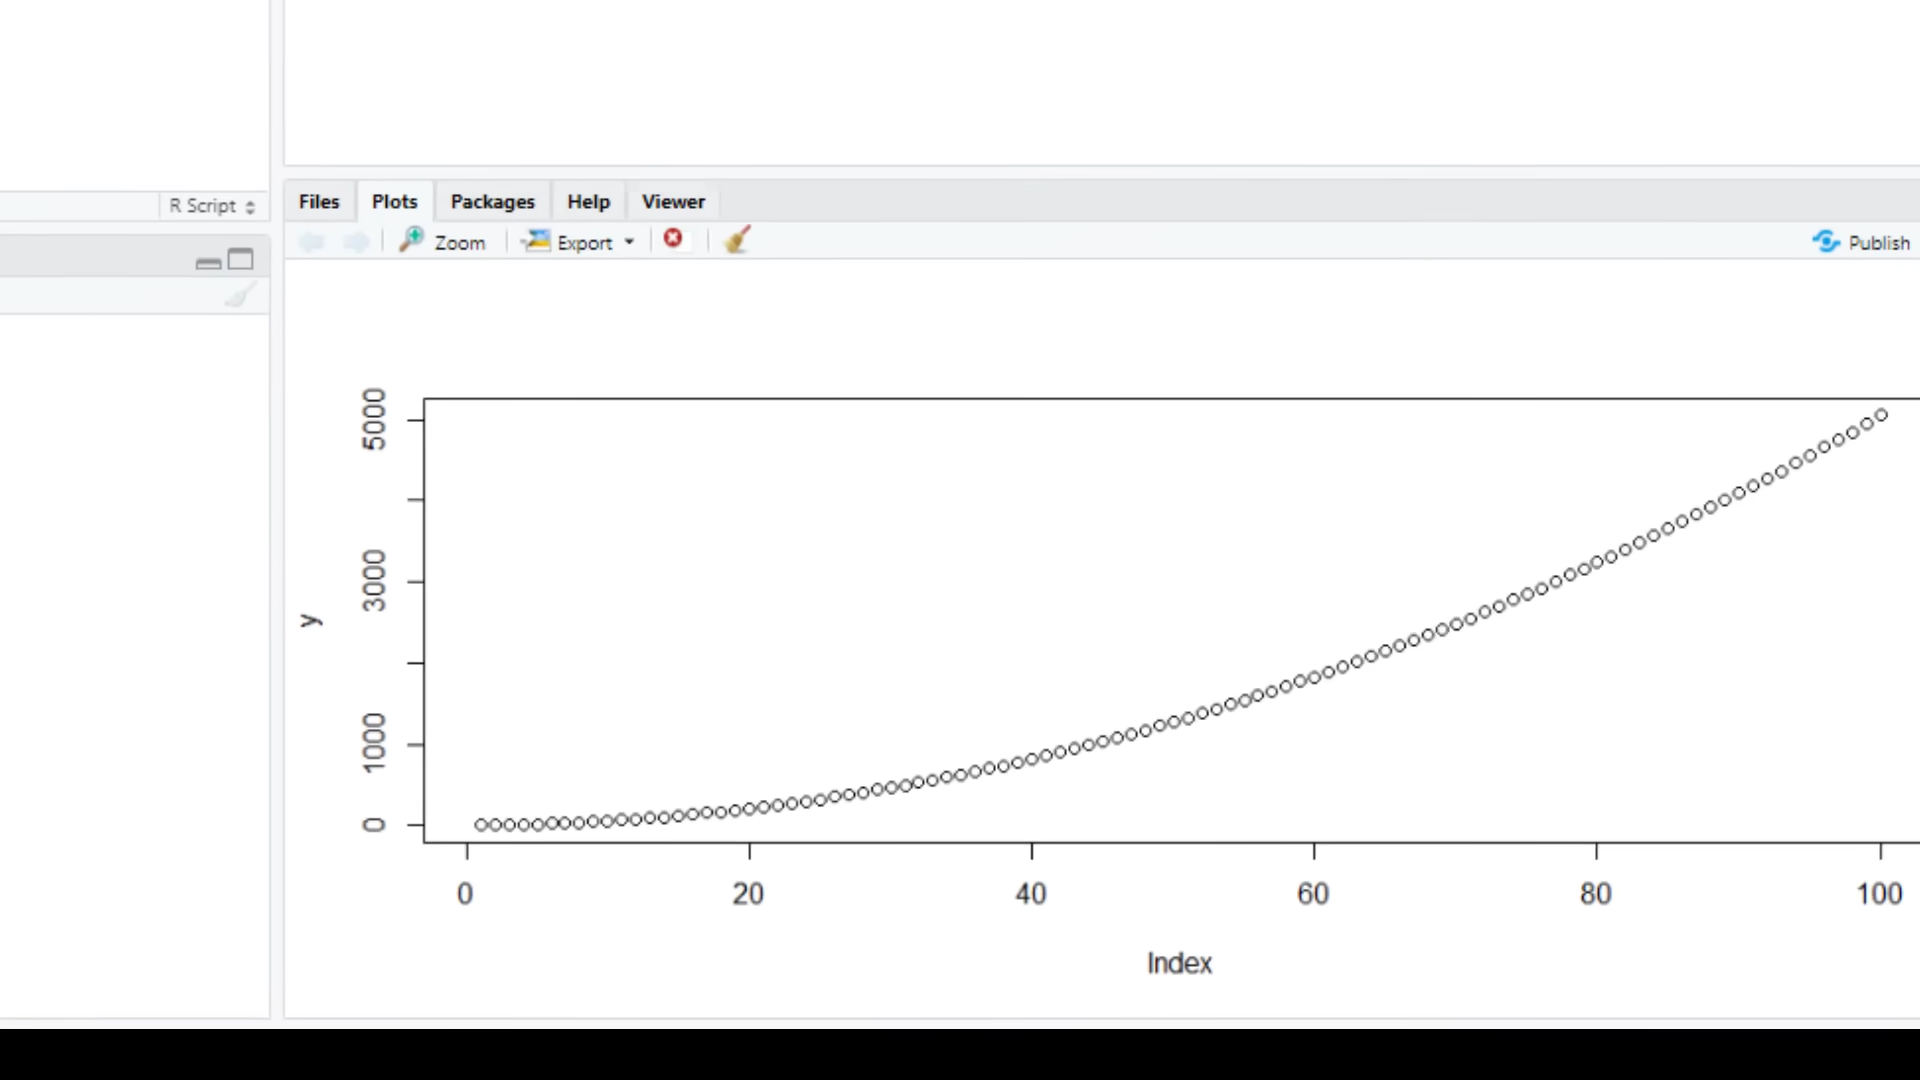 R Script
Files Plots Packages Help Viewer
Zoom Export Publish
5000
3000
1000
0
y
0 20 40 60 80 100
Index